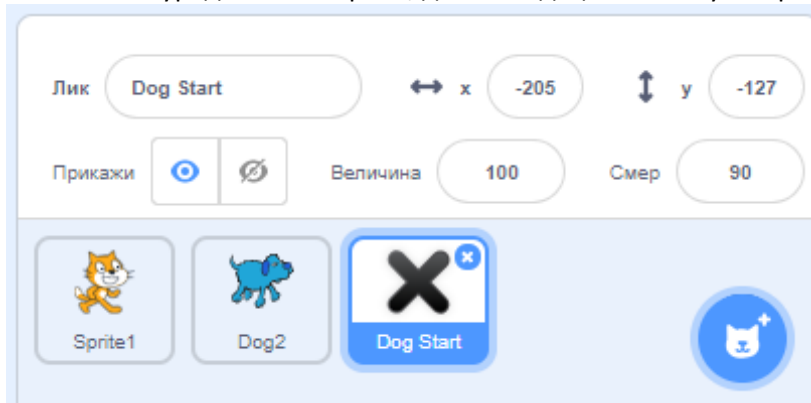 Лик Dog Start x -205 y -127
Прикажи Величина 100 Смер 90
Sprite1 Dog2 Dog Start